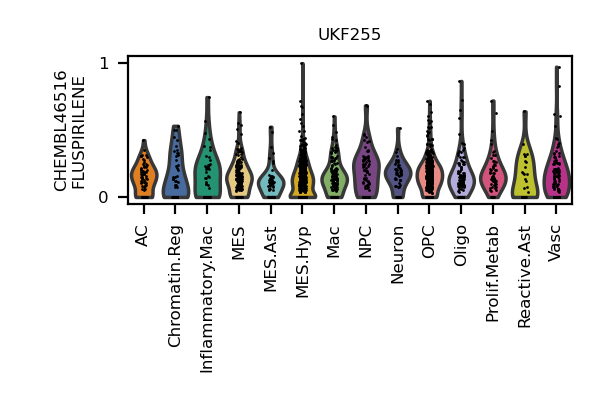 UKF255
CHEMBL46516
FLUSPIRILENE
1
0
AC
Chromatin.Reg
Inflammatory.Mac
MES
MES.Ast
MES.Hyp
Mac
NPC
Neuron
OPC
Oligo
Prolif.Metab
Reactive.Ast
Vasc